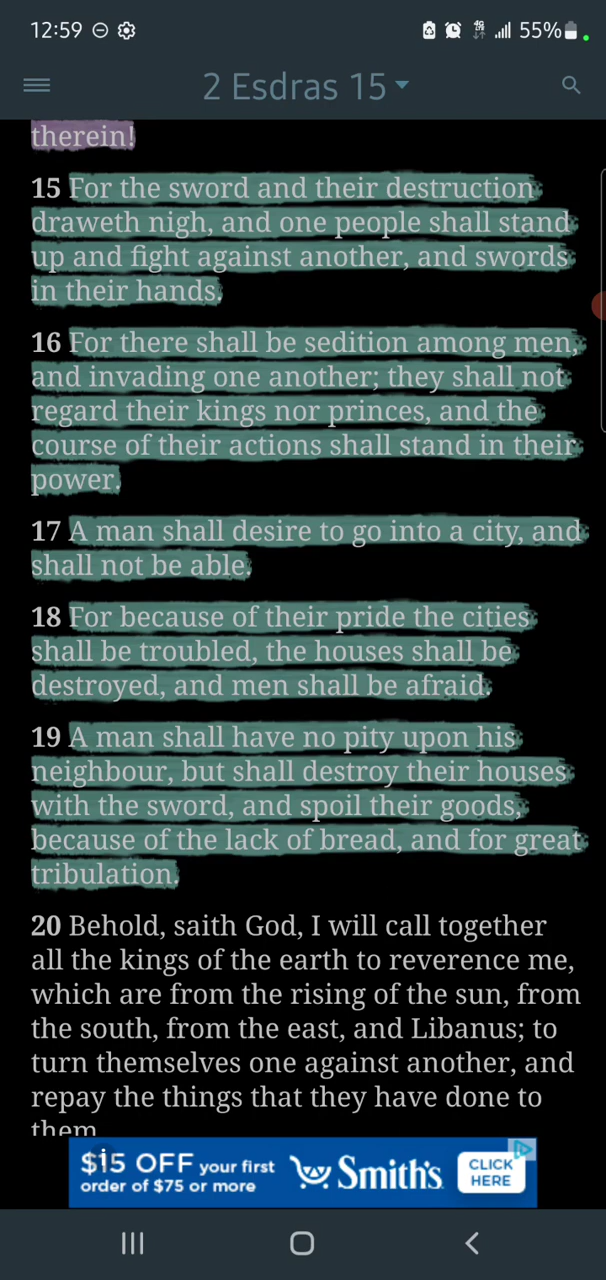 12:59
4G
55%
2 Esdras 15
therein!
15 For the sword and their destruction
draweth nigh, and one people shall stand
up and fight against another, and swords
in their hands.
16 For there shall be sedition among men,
and invading one another; they shall not
regard their kings nor princes, and the
course of their actions shall stand in their
power.
17 A man shall desire to go into a city, and
shall not be able.
18 For because of their pride the cities
shall be troubled, the houses shall be
destroyed, and men shall be afraid.
19 A man shall have no pity upon his
neighbour, but shall destroy their houses
with the sword, and spoil their goods,
because of the lack of bread, and for great
tribulation.
20 Behold, saith God, I will call together
all the kings of the earth to reverence me,
which are from the rising of the sun, from
the south, from the east, and Libanus; to
turn themselves one against another, and
repay the things that they have done to
them
$15 OFF your first
order of $75 or more
Smith's
CLICK
HERE